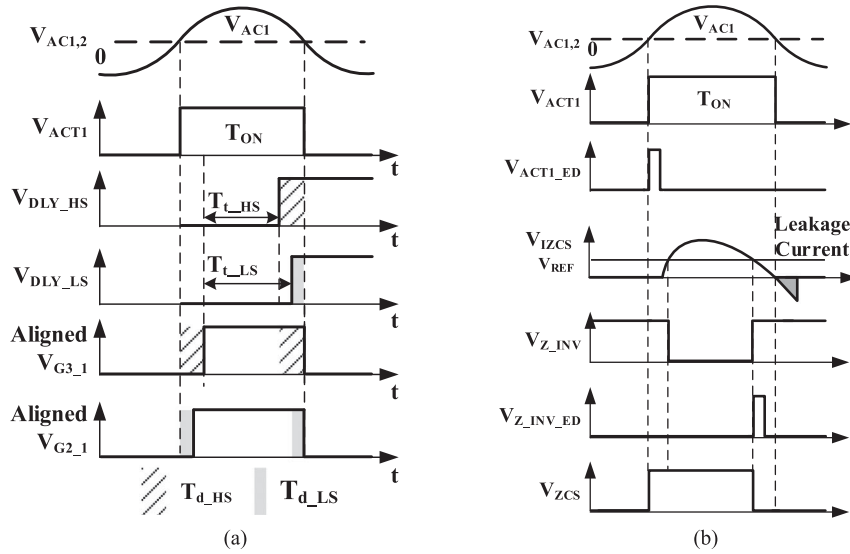 V_AC1,2
0
V_AC1
V_ACT1
T_ON
t
V_DLY_HS
T_t_HS
t
V_DLY_LS
T_t_LS
t
Aligned
V_G3_1
t
Aligned
V_G2_1
t
T_d_HS
T_d_LS
(a)
V_AC1,2
0
V_AC1
V_ACT1
T_ON
t
V_ACT1_ED
t
Leakage
Current
V_IZCS
V_REF
t
V_Z_INV
t
V_Z_INV_ED
t
V_ZCS
t
(b)